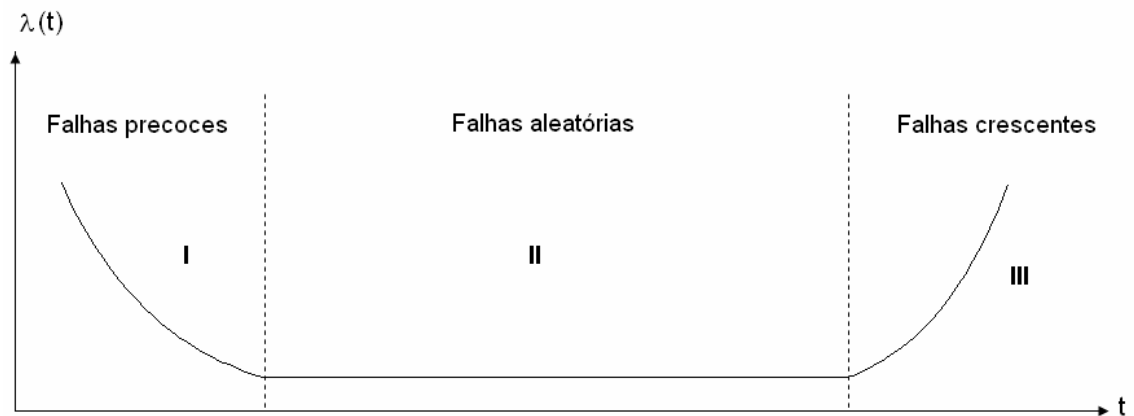 λ(t)
Falhas precoces
Falhas aleatórias
Falhas crescentes
I
II
III
t